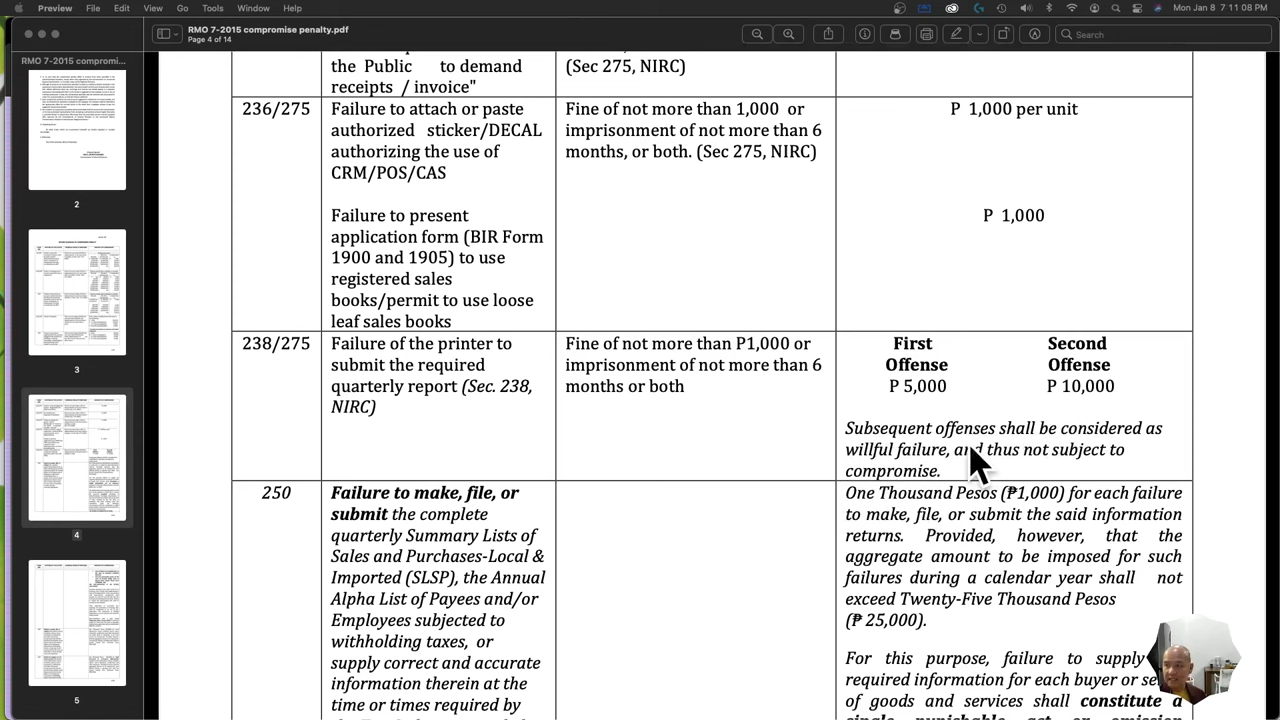 Preview File Edit View Go Tools Window Help Mon Jan 8 7:11:08 PM
RMO 7-2015 compromise penalty.pdf
Page 4 of 14
Search
RMO 7-2015 compromis...
2
3
4
5
the Public to demand
receipts / invoice"
(Sec 275, NIRC)
236/275
Failure to attach or paste
authorized sticker/DECAL
authorizing the use of
CRM/POS/CAS
Failure to present
application form (BIR Form
1900 and 1905) to use
registered sales
books/permit to use loose
leaf sales books
Fine of not more than 1,000 or
imprisonment of not more than 6
months, or both. (Sec 275, NIRC)
P 1,000 per unit
P 1,000
238/275
Failure of the printer to
submit the required
quarterly report (Sec. 238,
NIRC)
Fine of not more than P1,000 or
imprisonment of not more than 6
months or both
First Second
Offense Offense
P 5,000 P 10,000
Subsequent offenses shall be considered as
willful failure, and thus not subject to
compromise.
250
Failure to make, file, or
submit the complete
quarterly Summary Lists of
Sales and Purchases-Local &
Imported (SLSP), the Annual
Alpha List of Payees and/or
Employees subjected to
withholding taxes, or to
supply correct and accurate
information therein at the
time or times required by
One thousand Pesos (₱1,000) for each failure
to make, file, or submit the said information
returns. Provided, however, that the
aggregate amount to be imposed for such
failures during a calendar year shall not
exceed Twenty-Five Thousand Pesos
(₱ 25,000).
For this purpose, failure to supply
required information for each buyer or
of goods and services shall constitute a
single punishable act or omission